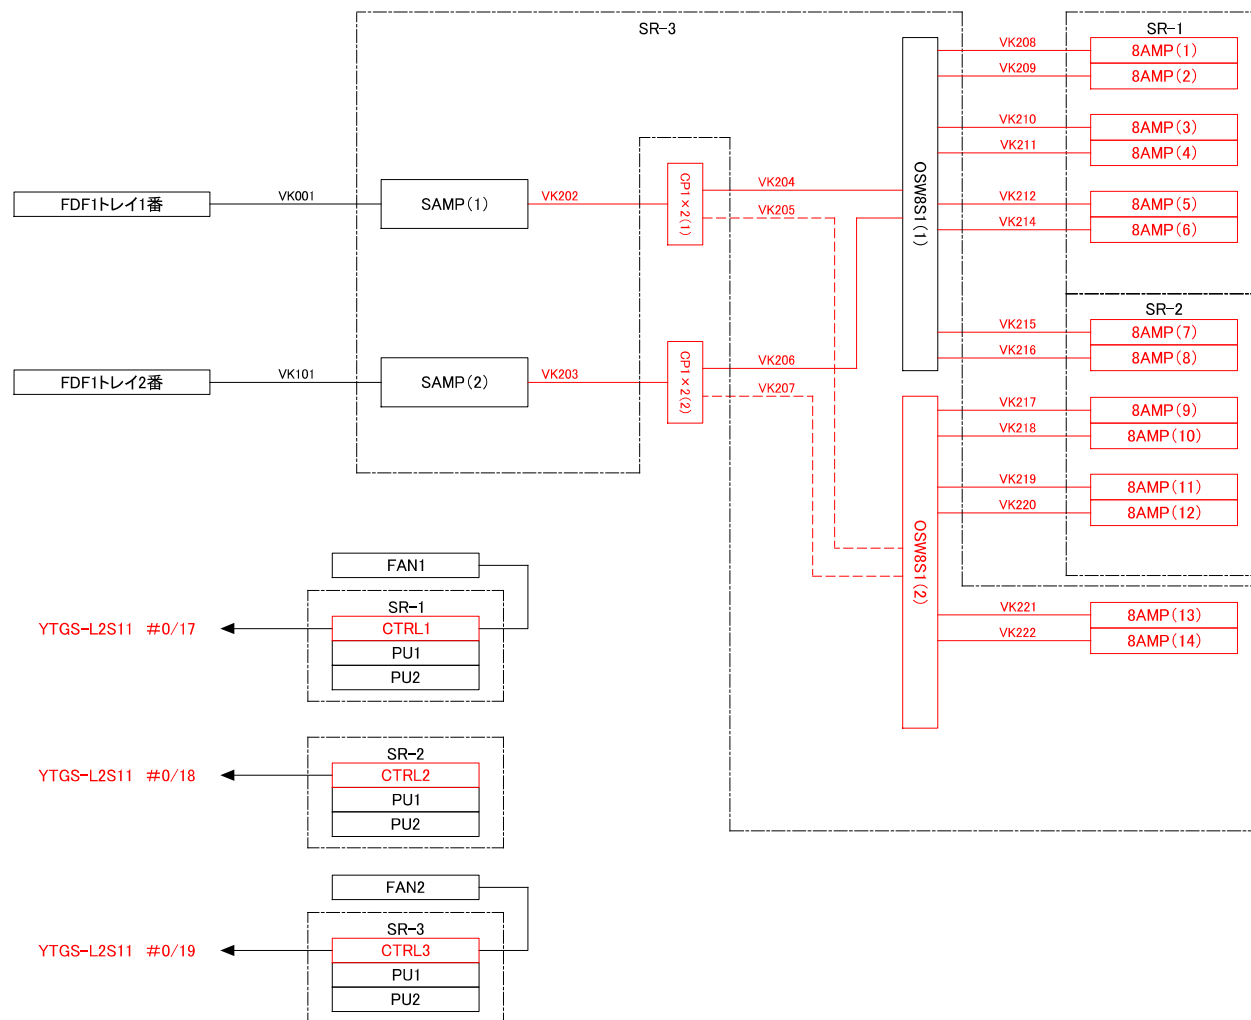 SR-3
SR-1
VK208
8AMP(1)
VK209
8AMP(2)
VK210
8AMP(3)
VK211
8AMP(4)
FDF1トレイ1番
VK001
SAMP(1)
VK202
CP1×2(1)
VK204
VK205
OSW8S1(1)
VK212
8AMP(5)
VK214
8AMP(6)
SR-2
VK215
8AMP(7)
VK216
8AMP(8)
FDF1トレイ2番
VK101
SAMP(2)
VK203
CP1×2(2)
VK206
VK207
VK217
8AMP(9)
VK218
8AMP(10)
VK219
8AMP(11)
VK220
8AMP(12)
OSW8S1(2)
VK221
8AMP(13)
VK222
8AMP(14)
FAN1
SR-1
YTGS-L2S11 #0/17
CTRL1
PU1
PU2
SR-2
YTGS-L2S11 #0/18
CTRL2
PU1
PU2
FAN2
SR-3
YTGS-L2S11 #0/19
CTRL3
PU1
PU2